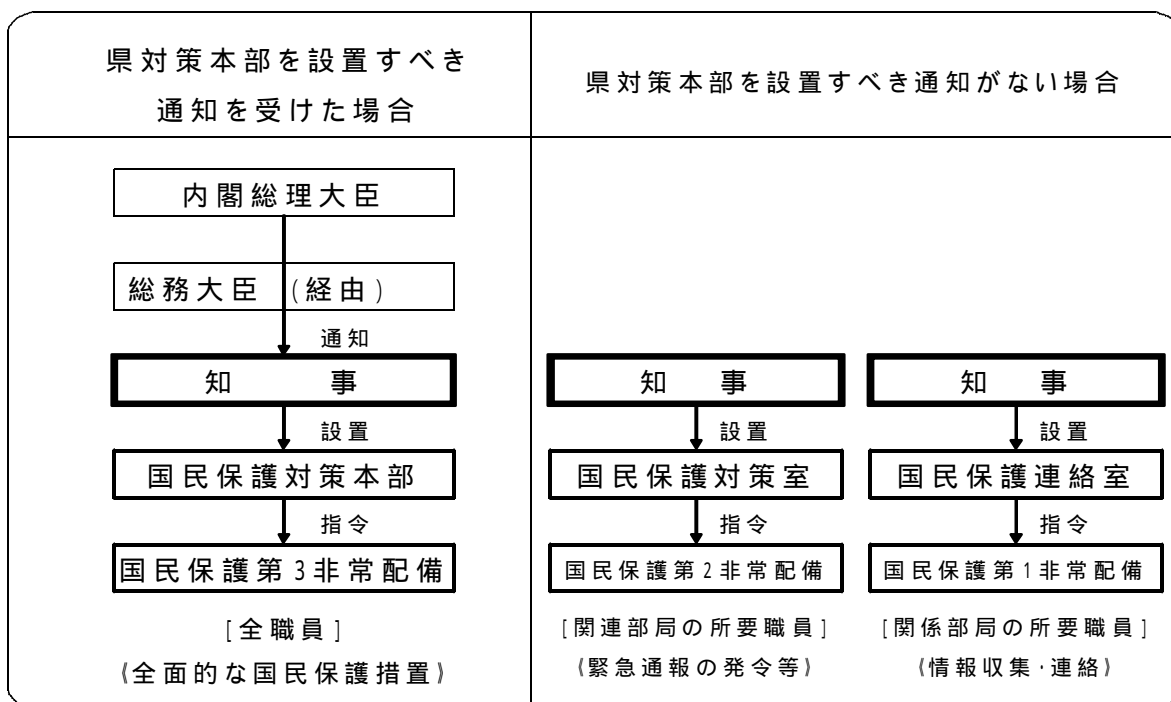 県対策本部を設置すべき
通知を受けた場合
県対策本部を設置すべき通知がない場合
内閣総理大臣
総務大臣 (経由)
通知
知 事
設置
国民保護対策本部
指令
国民保護第3非常配備
[全職員]
《全面的な国民保護措置》
知 事
設置
国民保護対策室
指令
国民保護第2非常配備
[関連部局の所要職員]
《緊急通報の発令等》
知 事
設置
国民保護連絡室
指令
国民保護第1非常配備
[関係部局の所要職員]
《情報収集・連絡》